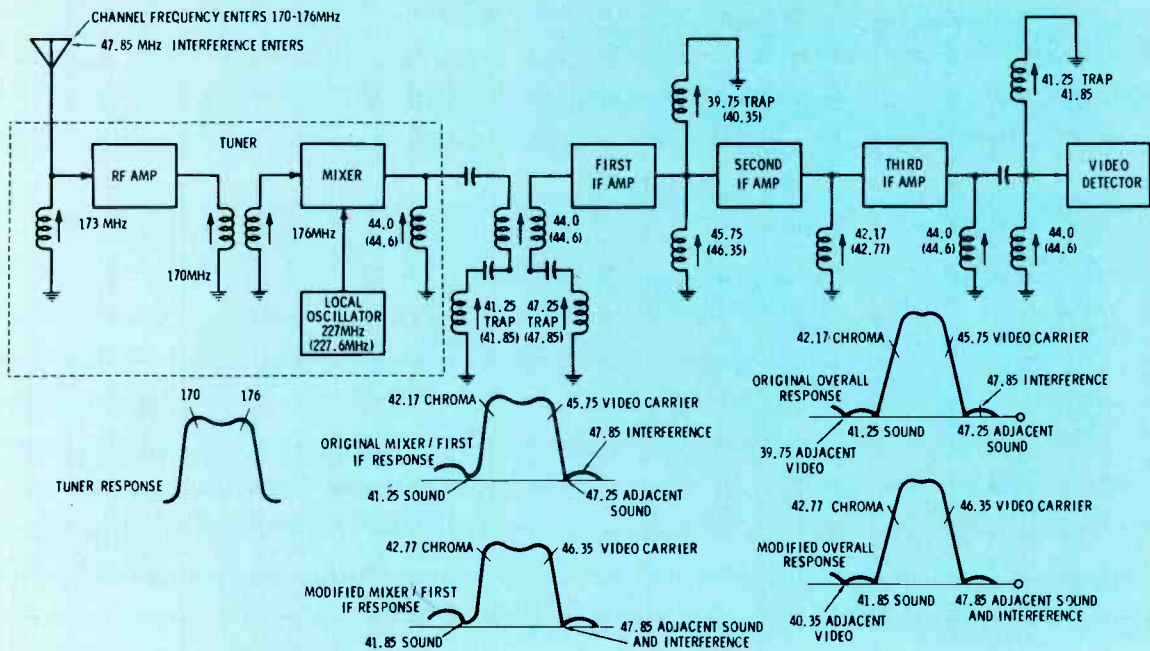 CHANNEL FREQUENCY ENTERS 170-176MHz
47.85 MHz INTERFERENCE ENTERS
TUNER
RF AMP
MIXER
173 MHz
170MHz
176MHz
LOCAL
OSCILLATOR
227MHz
(227.6MHz)
44.0
(44.6)
41.25
TRAP
(41.85)
47.25
TRAP
(47.85)
44.0
(44.6)
FIRST
IF AMP
39.75 TRAP
(40.35)
45.75
(46.35)
SECOND
IF AMP
42.17
(42.77)
THIRD
IF AMP
44.0
(44.6)
41.25 TRAP
41.85
44.0
(44.6)
VIDEO
DETECTOR
170
176
TUNER RESPONSE
42.17 CHROMA
45.75 VIDEO CARRIER
47.85 INTERFERENCE
ORIGINAL MIXER / FIRST
IF RESPONSE
41.25 SOUND
47.25 ADJACENT
SOUND
42.77 CHROMA
46.35 VIDEO CARRIER
MODIFIED MIXER / FIRST
IF RESPONSE
41.85 SOUND
47.85 ADJACENT SOUND
AND INTERFERENCE
42.17 CHROMA
45.75 VIDEO CARRIER
ORIGINAL OVERALL
RESPONSE
47.85 INTERFERENCE
41.25 SOUND
47.25 ADJACENT
SOUND
39.75 ADJACENT
VIDEO
42.77 CHROMA
46.35 VIDEO CARRIER
MODIFIED OVERALL
RESPONSE
41.85 SOUND
47.85 ADJACENT SOUND
AND INTERFERENCE
40.35 ADJACENT
VIDEO